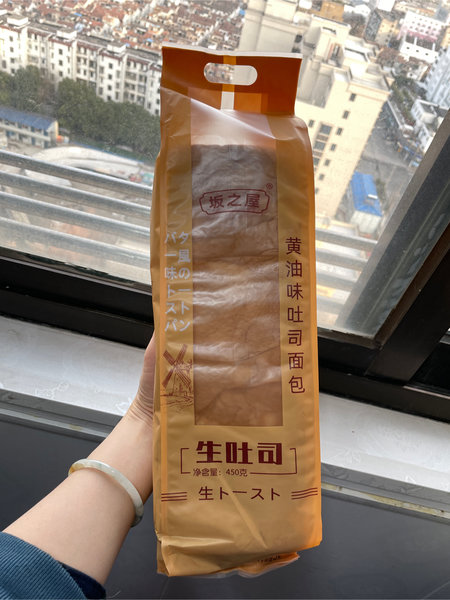 坂之屋®
バタ
ー風
味の
トー
スト
パン
黄油味吐司面包
生吐司
净含量：450克
生トースト